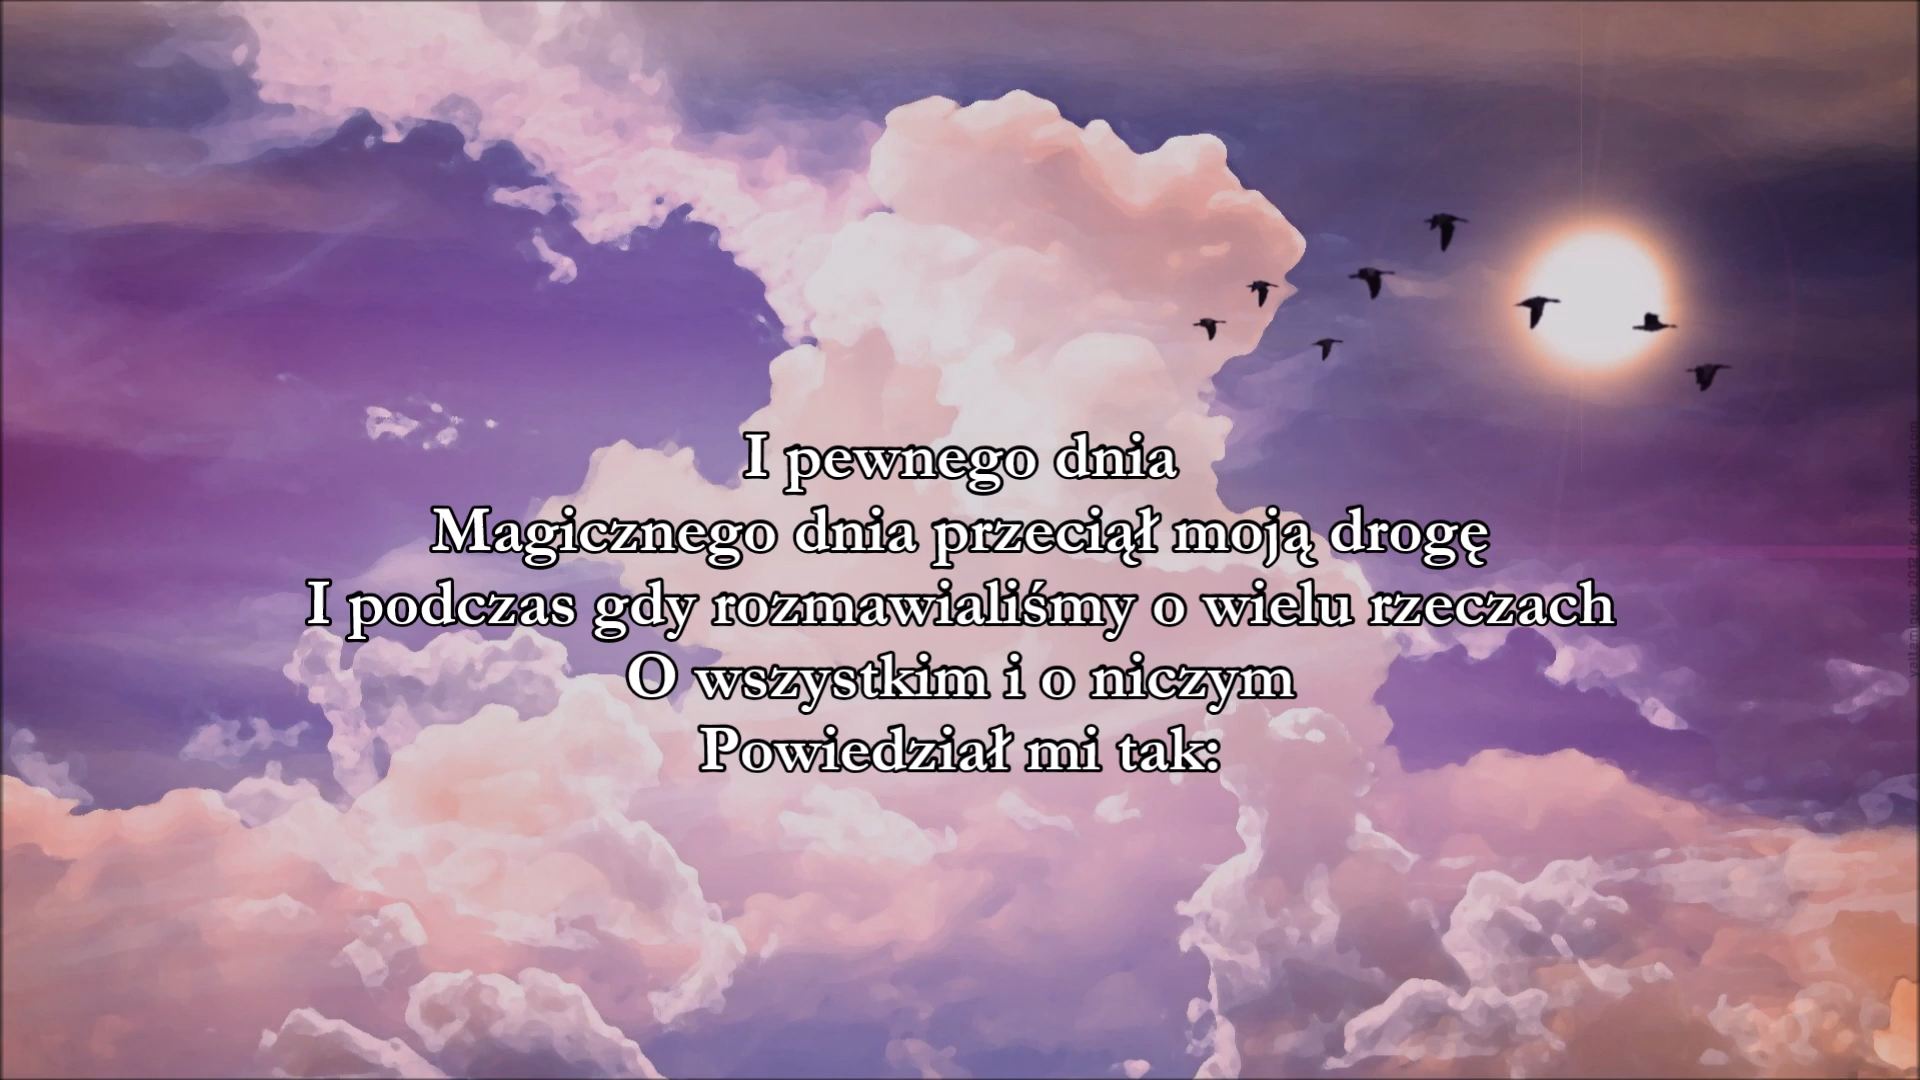 I pewnego dnia
Magicznego dnia przeciął moją drogę
I podczas gdy rozmawialiśmy o wielu rzeczach
O wszystkim i o niczym
Powiedział mi tak: